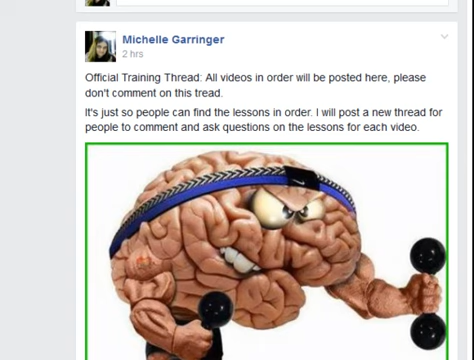 Michelle Garringer
2 hrs
Official Training Thread: All videos in order will be posted here, please
don't comment on this tread.
It's just so people can find the lessons in order. I will post a new thread for
people to comment and ask questions on the lessons for each video.